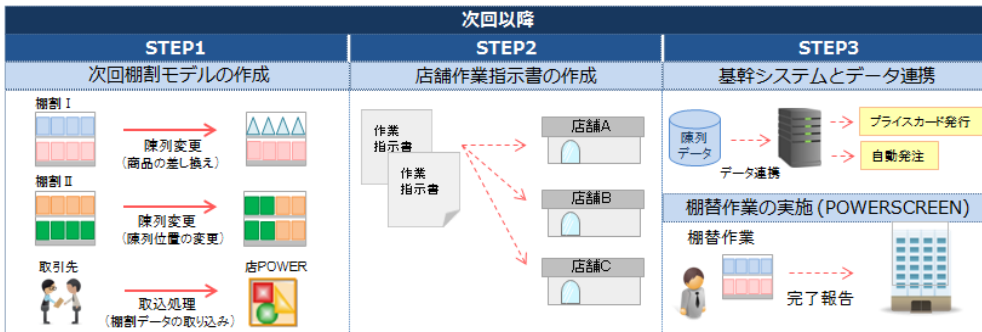 次回以降
STEP1
次回棚割モデルの作成
棚割Ⅰ
陳列変更
(商品の差し換え)
棚割Ⅱ
陳列変更
(陳列位置の変更)
取引先
店POWER
取込処理
(棚割データの取り込み)
STEP2
店舗作業指示書の作成
作業
指示書
作業
指示書
店舗A
店舗B
店舗C
STEP3
基幹システムとデータ連携
陳列
データ
データ連携
プライスカード発行
自動発注
棚替作業の実施(POWERSCREEN)
棚替作業
完了報告